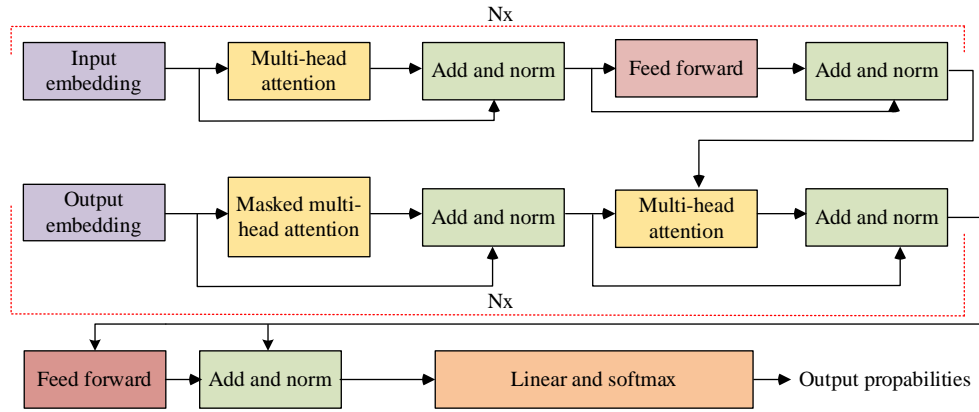 Nx
Input
embedding
Multi-head
attention
Add and norm
Feed forward
Add and norm
Output
embedding
Masked multi-
head attention
Add and norm
Multi-head
attention
Add and norm
Nx
Feed forward
Add and norm
Linear and softmax
Output propabilities